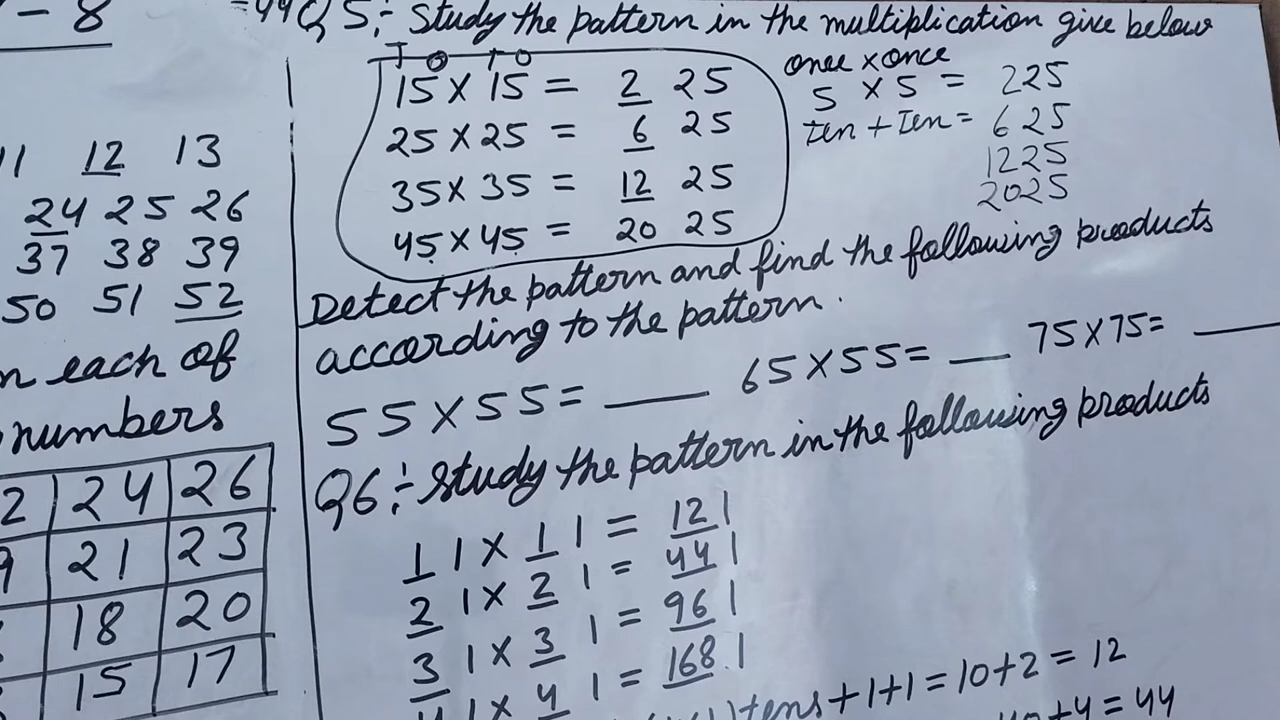 - 8
= 44
11 12 13
24 25 26
37 38 39
50 51 52
each of
numbers
2 24 26
9 21 23
18 20
15 17
Q5:- Study the pattern in the multiplication give below
T O T O
15 × 15 = 2 25
25 × 25 = 6 25
35 × 35 = 12 25
45 × 45 = 20 25
once × once
5 × 5 = 225
ten + ten = 625
1225
2025
Detect the pattern and find the following products
according to the pattern.
55 × 55 = ____ 65 × 55 = ___ 75 × 75 = ____
Q6:- Study the pattern in the following products
11 × 11 = 121
21 × 21 = 441
31 × 31 = 961
41 × 41 = 1681
tens + 1 + 1 = 10 + 2 = 12
+ 4 = 44